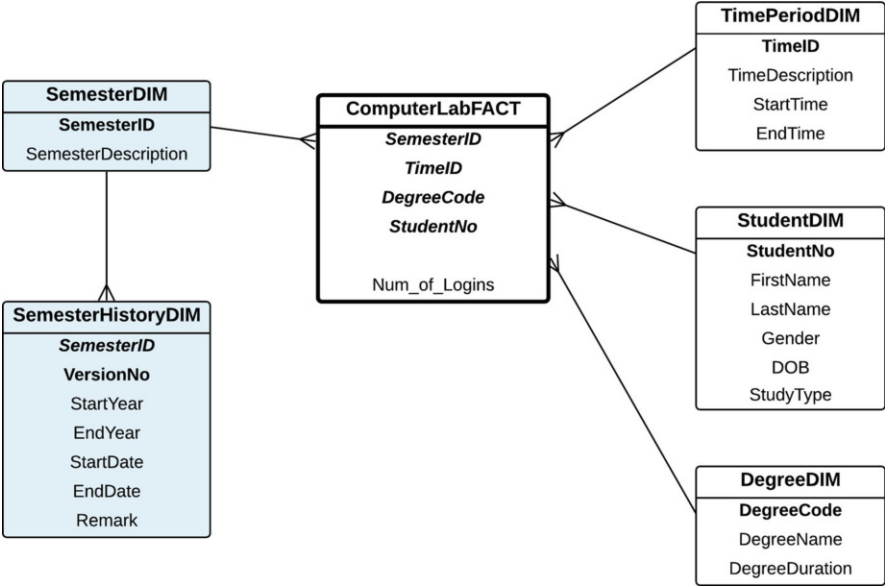 SemesterDIM
SemesterID
SemesterDescription
SemesterHistoryDIM
SemesterID
VersionNo
StartYear
EndYear
StartDate
EndDate
Remark
ComputerLabFACT
SemesterID
TimeID
DegreeCode
StudentNo
Num_of_Logins
TimePeriodDIM
TimeID
TimeDescription
StartTime
EndTime
StudentDIM
StudentNo
FirstName
LastName
Gender
DOB
StudyType
DegreeDIM
DegreeCode
DegreeName
DegreeDuration